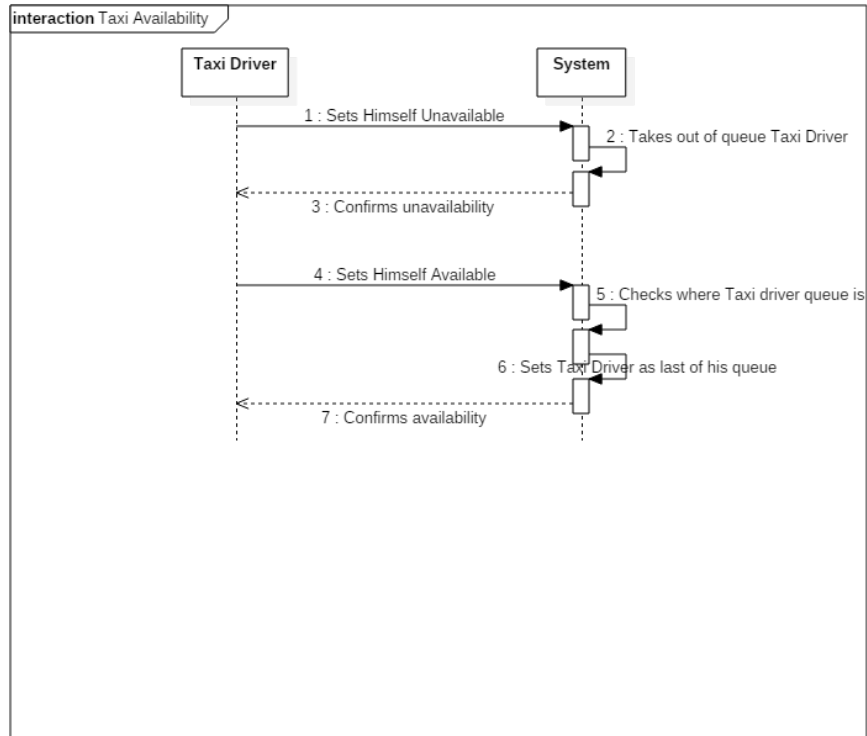 interaction Taxi Availability
Taxi Driver
System
1 : Sets Himself Unavailable
2 : Takes out of queue Taxi Driver
3 : Confirms unavailability
4 : Sets Himself Available
5 : Checks where Taxi driver queue is
6 : Sets Taxi Driver as last of his queue
7 : Confirms availability